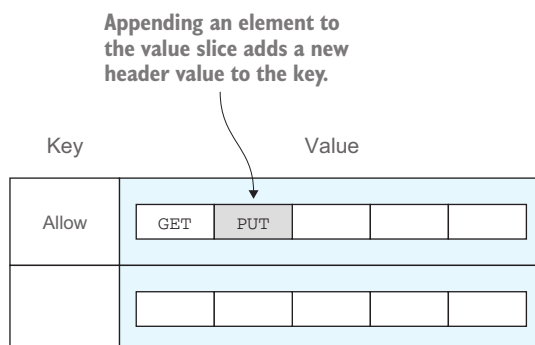 Appending an element to
the value slice adds a new
header value to the key.
Key Value
Allow GET PUT